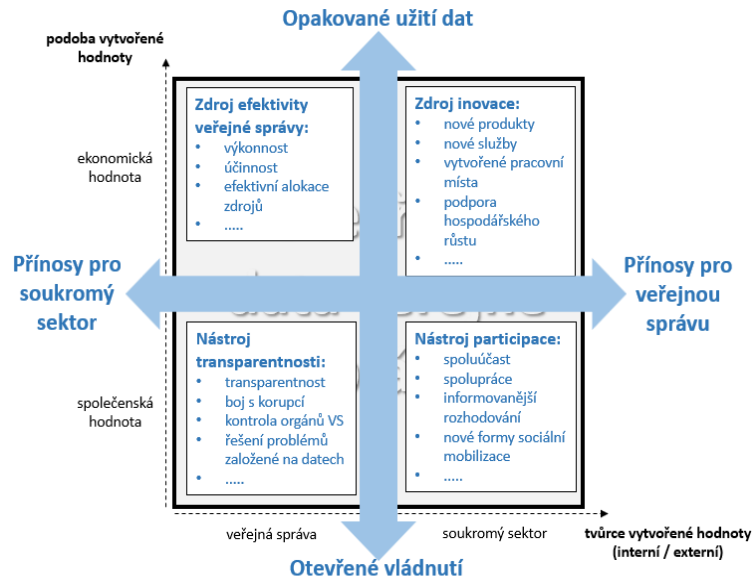 Opakované užití dat
podoba vytvořené
hodnoty
ekonomická
hodnota
Zdroj efektivity
veřejné správy:
• výkonnost
• účinnost
• efektivní alokace
zdrojů
• .....
Zdroj inovace:
• nové produkty
• nové služby
• vytvořené pracovní
místa
• podpora
hospodářského
růstu
• .....
Přínosy pro
soukromý
sektor
Přínosy pro
veřejnou
správu
společenská
hodnota
Nástroj
transparentnosti:
• transparentnost
• boj s korupcí
• kontrola orgánů VS
• řešení problémů
založené na datech
• .....
Nástroj participace:
• spoluúčast
• spolupráce
• informovanější
rozhodování
• nové formy sociální
mobilizace
• .....
veřejná správa
soukromý sektor
tvůrce vytvořené hodnoty
(interní / externí)
Otevřené vládnutí